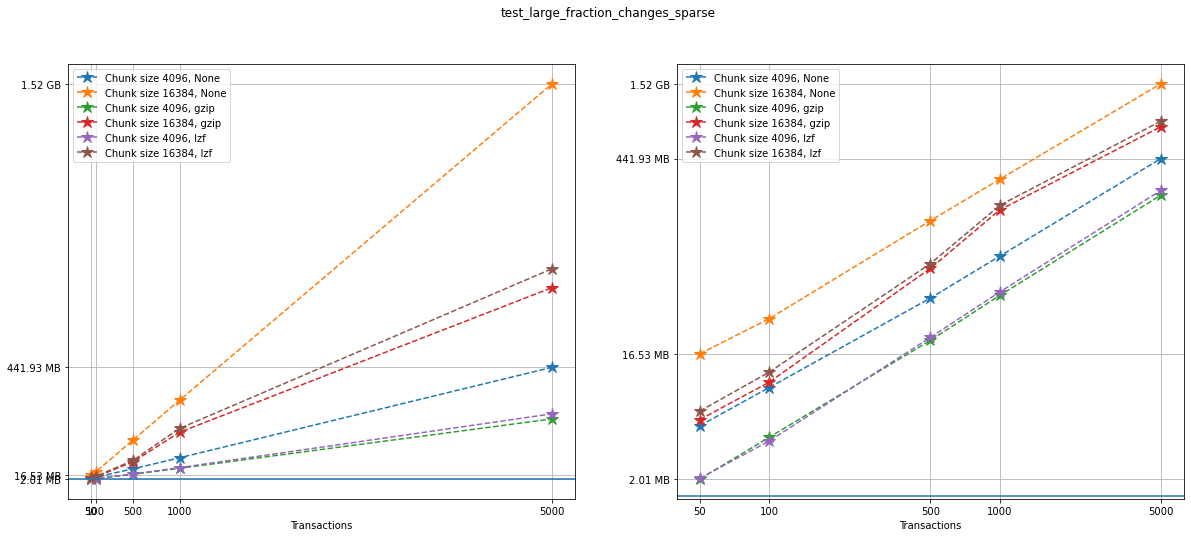 test_large_fraction_changes_sparse
1.52 GB
441.93 MB
16.53 MB
2.01 MB
Chunk size 4096, None
Chunk size 16384, None
Chunk size 4096, gzip
Chunk size 16384, gzip
Chunk size 4096, lzf
Chunk size 16384, lzf
50
100
500
1000
5000
Transactions
1.52 GB
441.93 MB
16.53 MB
2.01 MB
Chunk size 4096, None
Chunk size 16384, None
Chunk size 4096, gzip
Chunk size 16384, gzip
Chunk size 4096, lzf
Chunk size 16384, lzf
50
100
500
1000
5000
Transactions